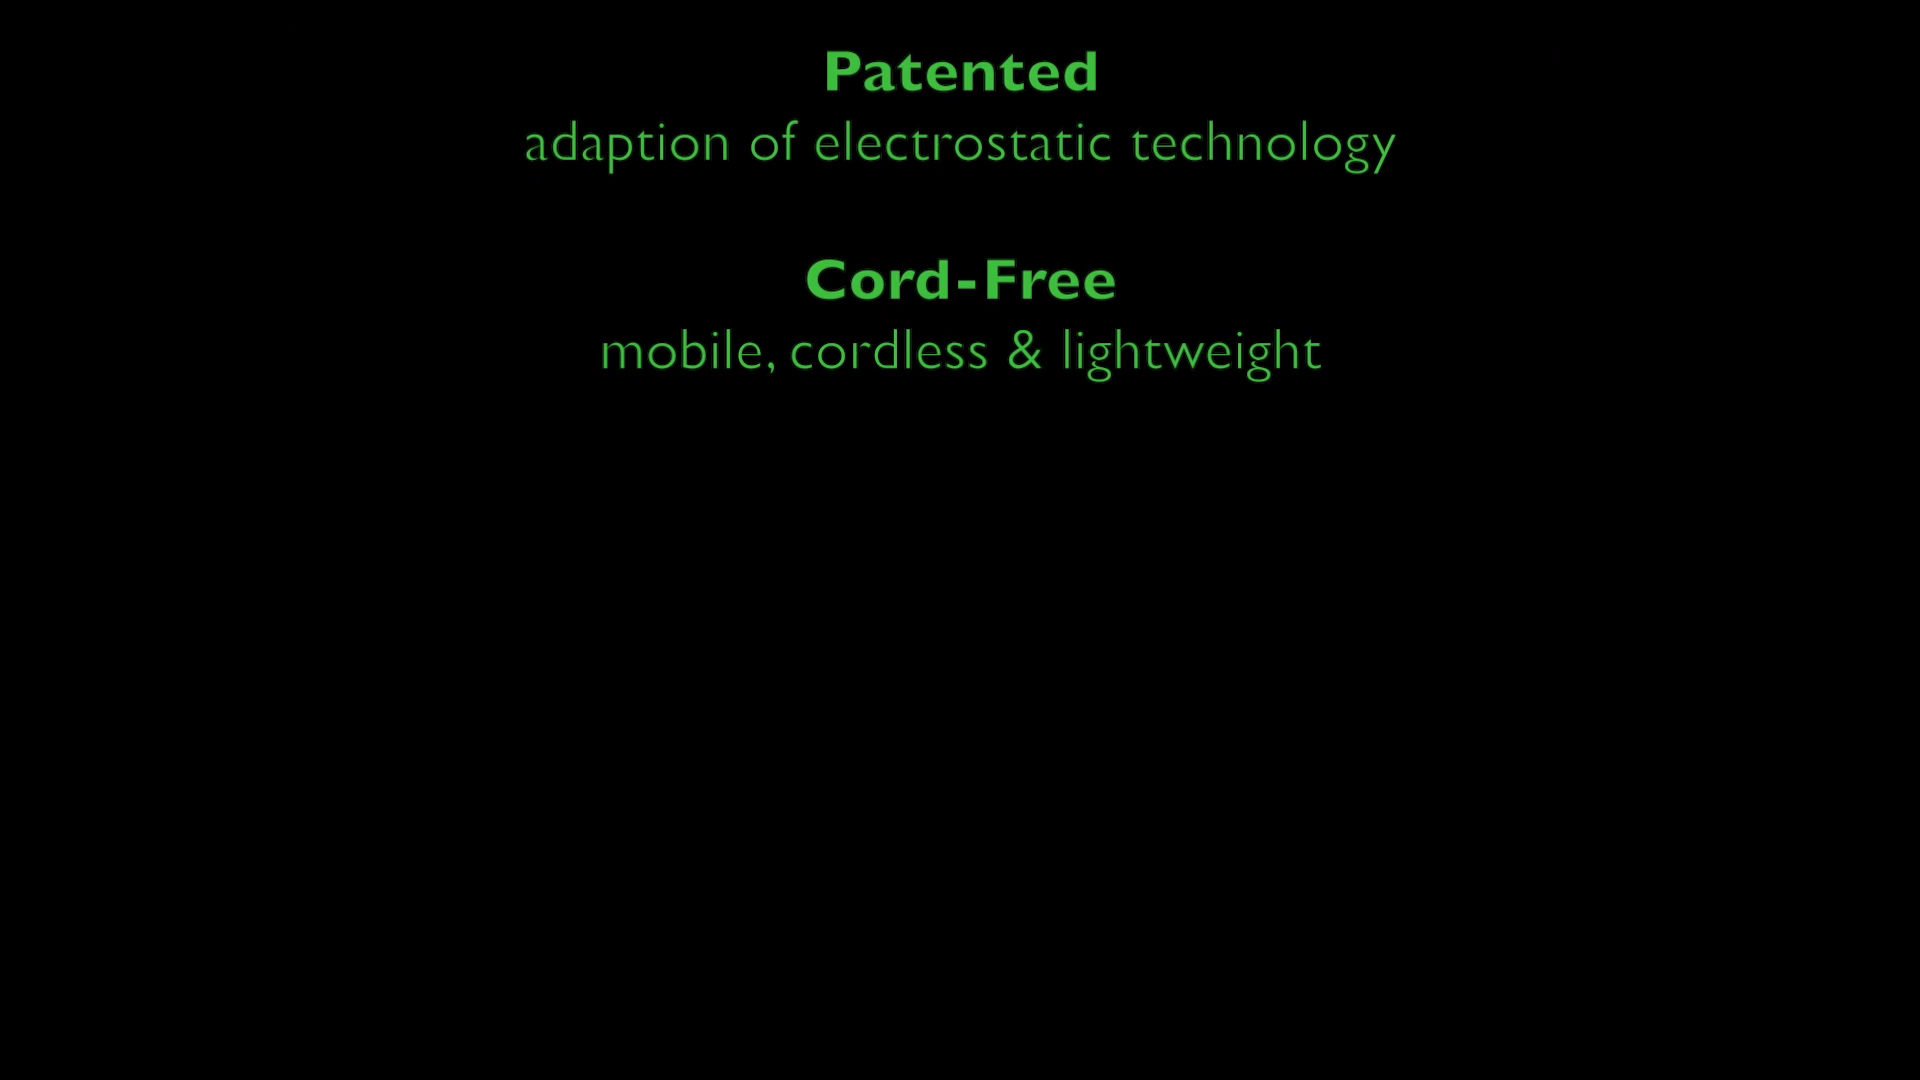 Patented
adaption of electrostatic technology
Cord-Free
mobile, cordless & lightweight